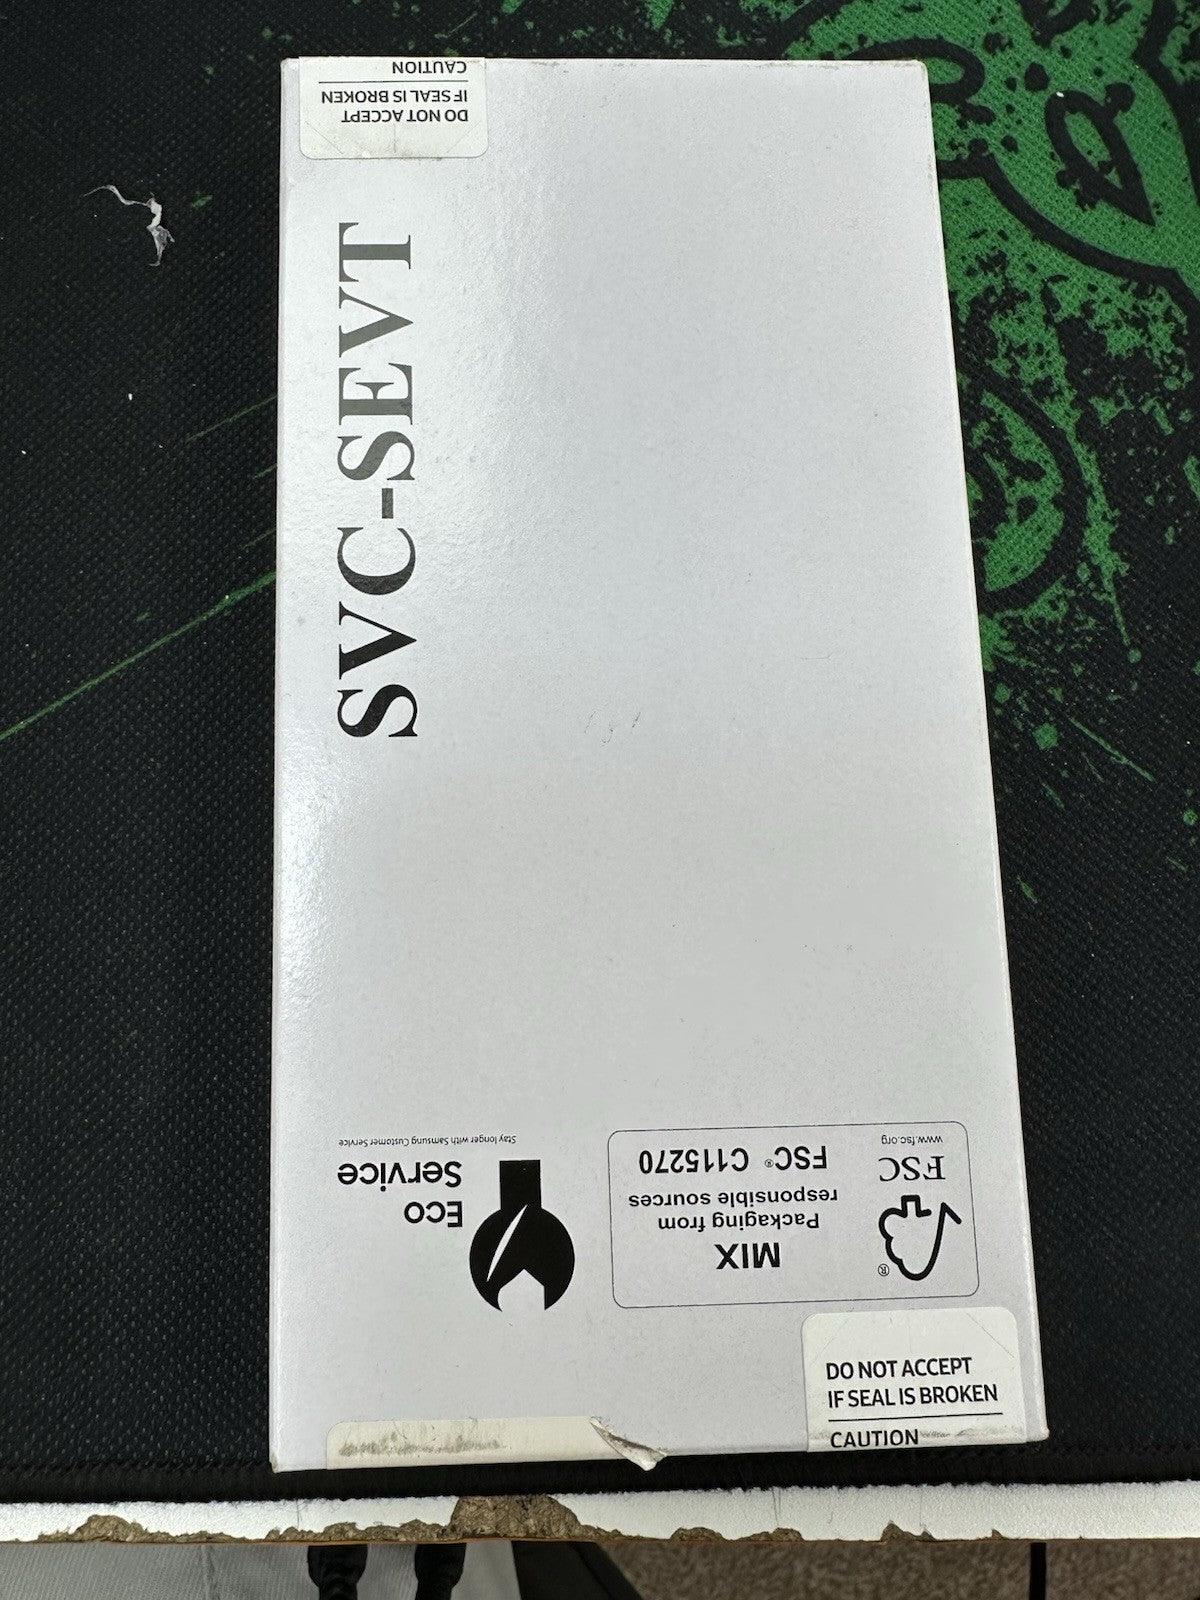 CAUTION
IF SEAL IS BROKEN
DO NOT ACCEPT
SVC-SEVT
Stay longer with Samsung Customer Service
Eco
Service
MIX
Packaging from
responsible sources
FSC® C115270
®
FSC
www.fsc.org
DO NOT ACCEPT
IF SEAL IS BROKEN
CAUTION